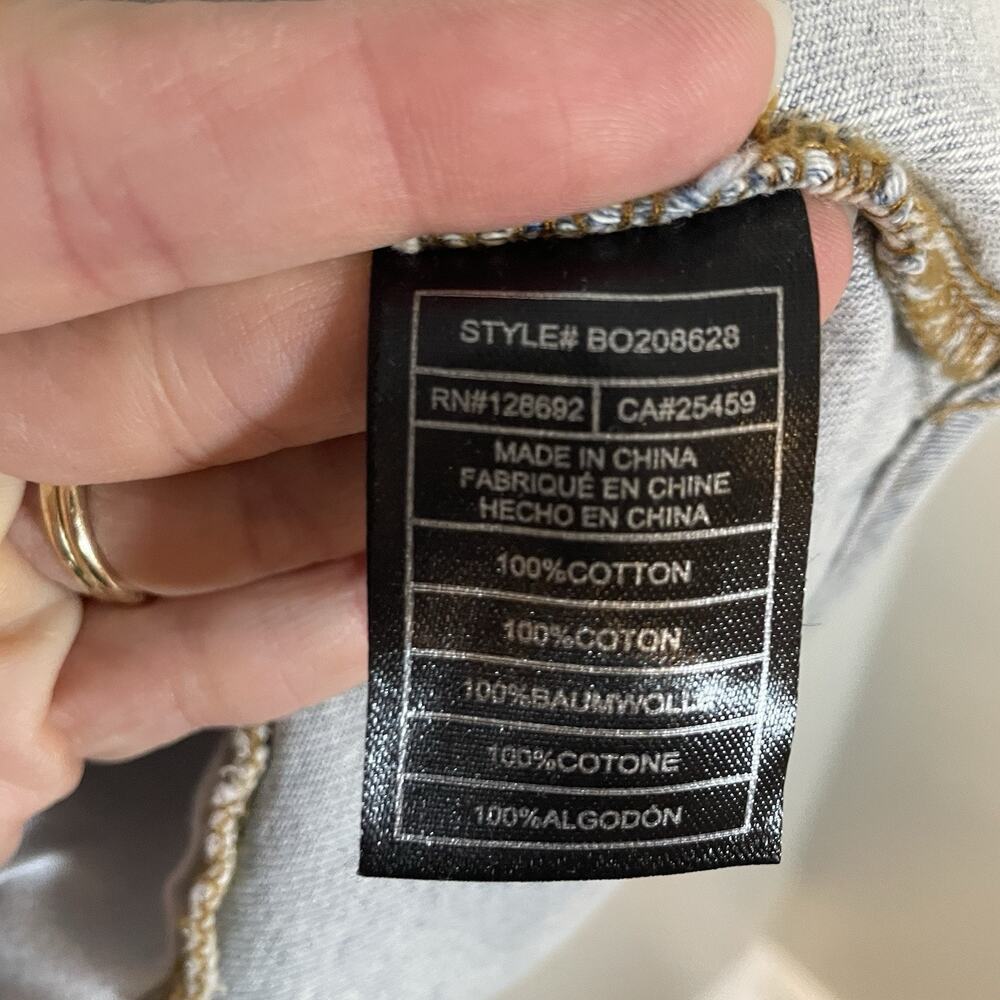 STYLE# BO208628
RN#128692 CA#25459
MADE IN CHINA
FABRIQUÉ EN CHINE
HECHO EN CHINA
100%COTTON
100%COTON
100%COTONE
100%ALGODÓN